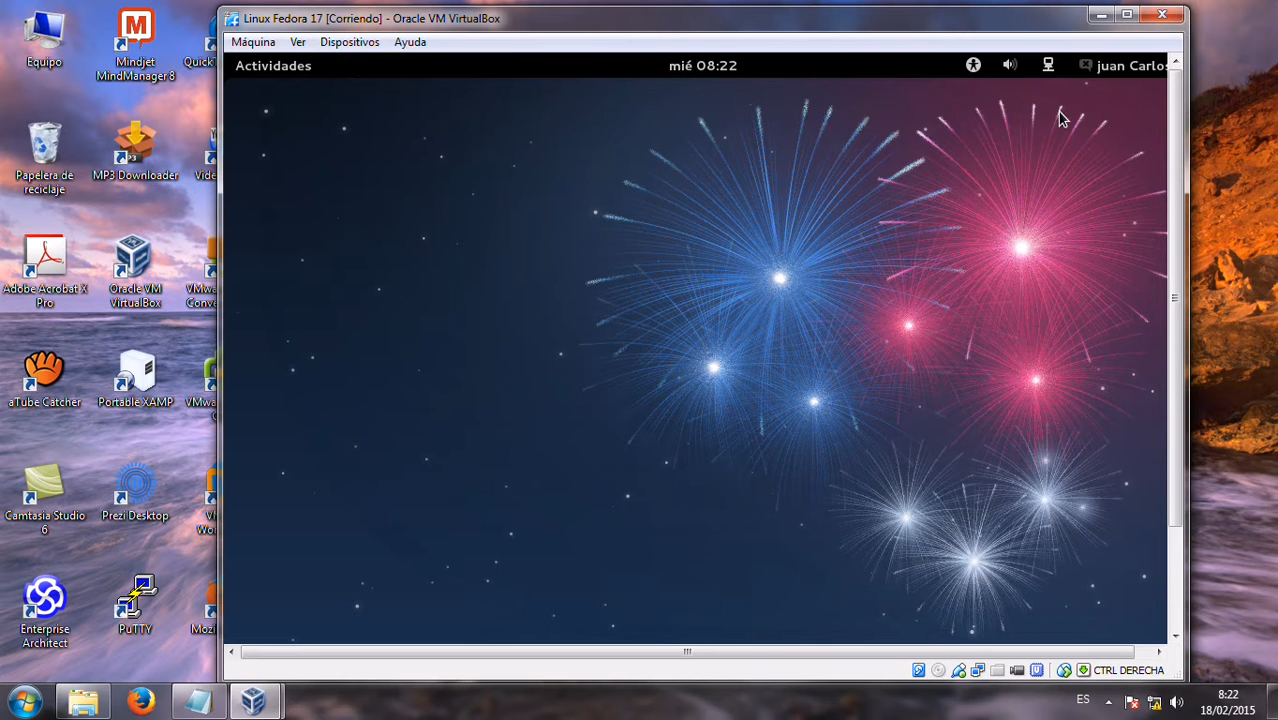 Linux Fedora 17 [Corriendo] - Oracle VM VirtualBox
Máquina Ver Dispositivos Ayuda
Actividades
mié 08:22
juan Carlos
Equipo
Mindjet
MindManager 8
Papelera de
reciclaje
MP3 Downloader
Adobe Acrobat X
Pro
Oracle VM
VirtualBox
aTube Catcher
Portable XAMP
Camtasia Studio
6
Prezi Desktop
Enterprise
Architect
PuTTY
CTRL DERECHA
ES
8:22
18/02/2015